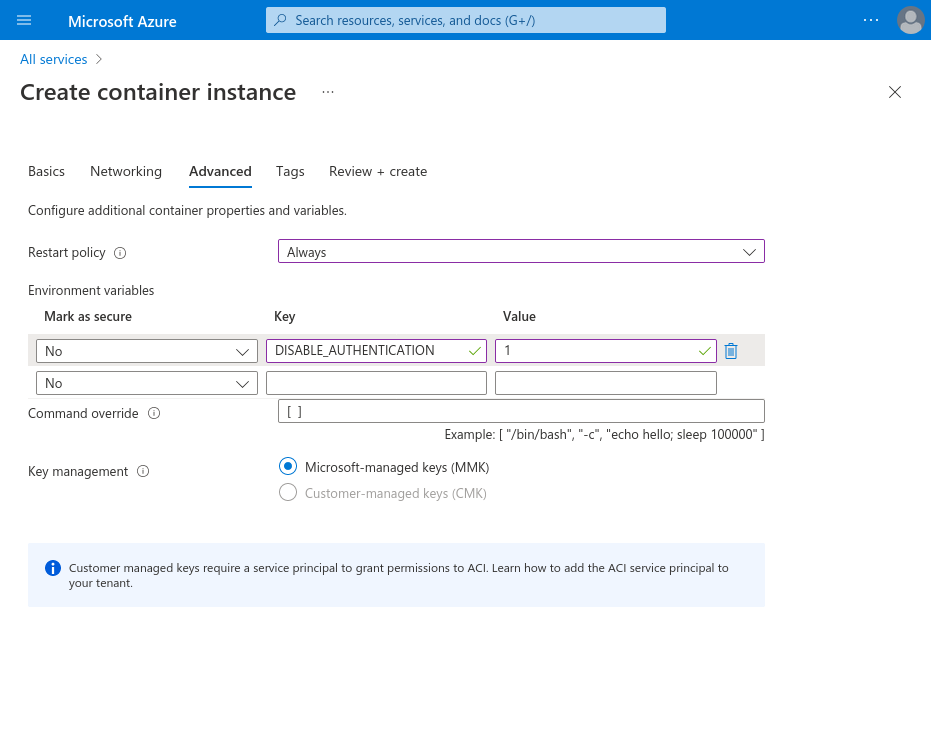 Microsoft Azure
Search resources, services, and docs (G+/)
All services
Create container instance
Basics Networking Advanced Tags Review + create
Configure additional container properties and variables.
Restart policy Always
Environment variables
Mark as secure Key Value
No DISABLE_AUTHENTICATION 1
No
Command override [ ]
Example: [ "/bin/bash", "-c", "echo hello; sleep 100000" ]
Key management Microsoft-managed keys (MMK)
Customer-managed keys (CMK)
Customer managed keys require a service principal to grant permissions to ACI. Learn how to add the ACI service principal to
your tenant.